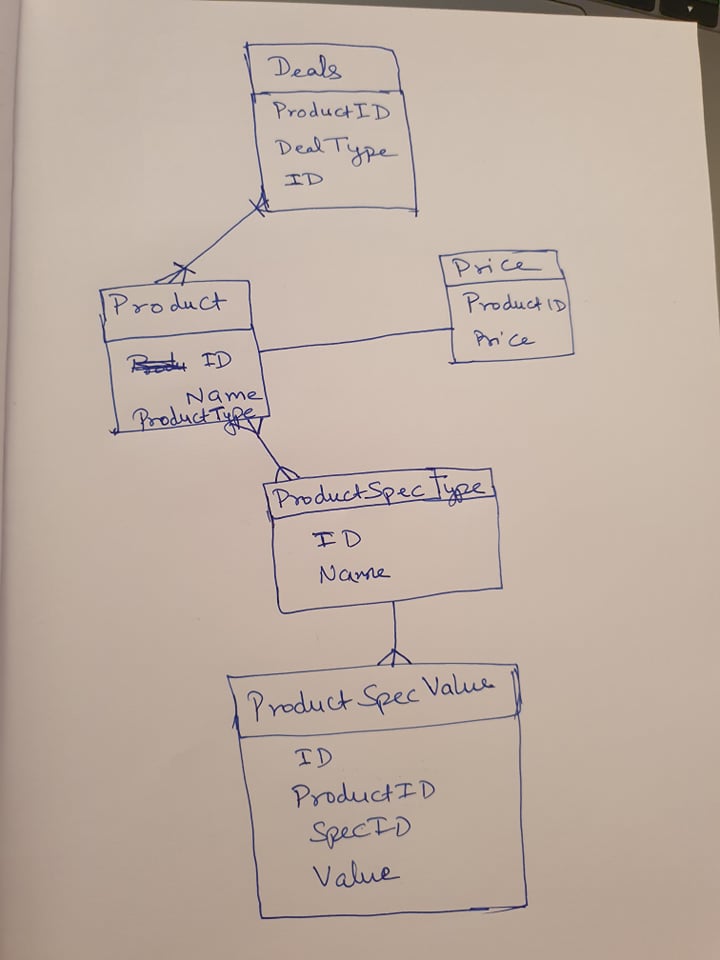 Deals
ProductID
DealType
ID
Price
ProductID
Price
Product
ID
Name
ProductType
ProductSpecType
ID
Name
ProductSpecValue
ID
ProductID
SpecID
Value